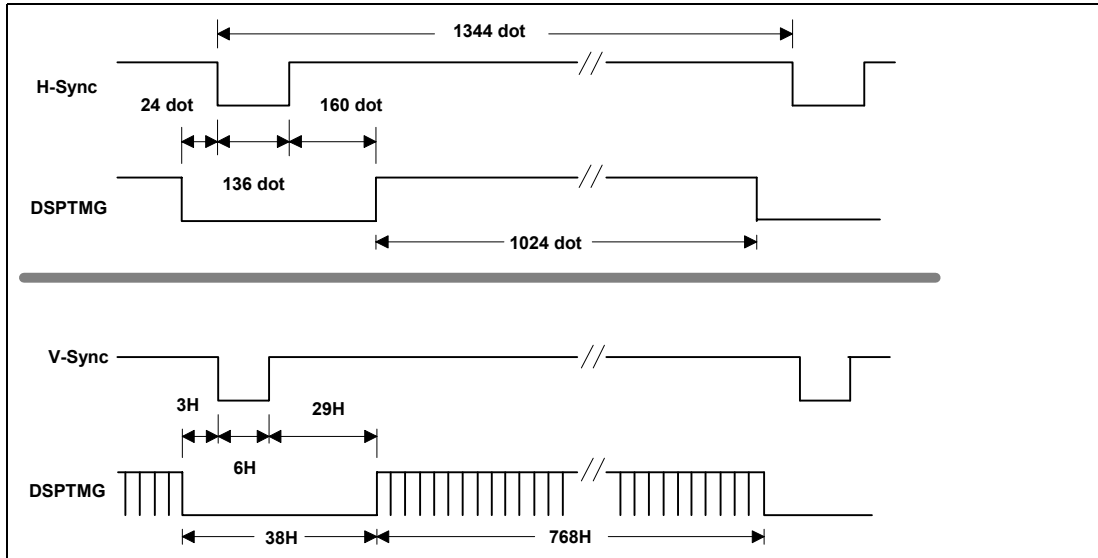 1344 dot
H-Sync
24 dot
160 dot
136 dot
DSPTMG
1024 dot
V-Sync
3H
29H
6H
DSPTMG
38H
768H